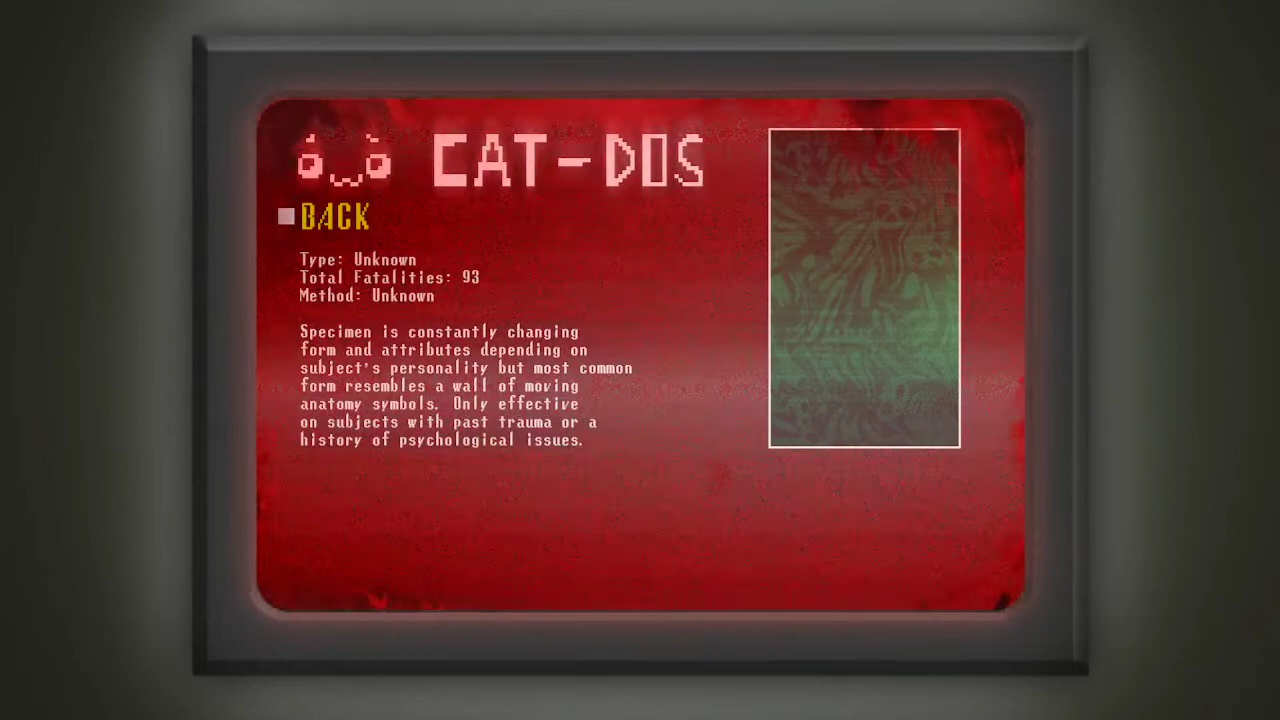 CAT-DOS
BACK
Type: Unknown
Total Fatalities: 93
Method: Unknown
Specimen is constantly changing
form and attributes depending on
subject's personality but most common
form resembles a wall of moving
anatomy symbols. Only effective
on subjects with past trauma or a
history of psychological issues.